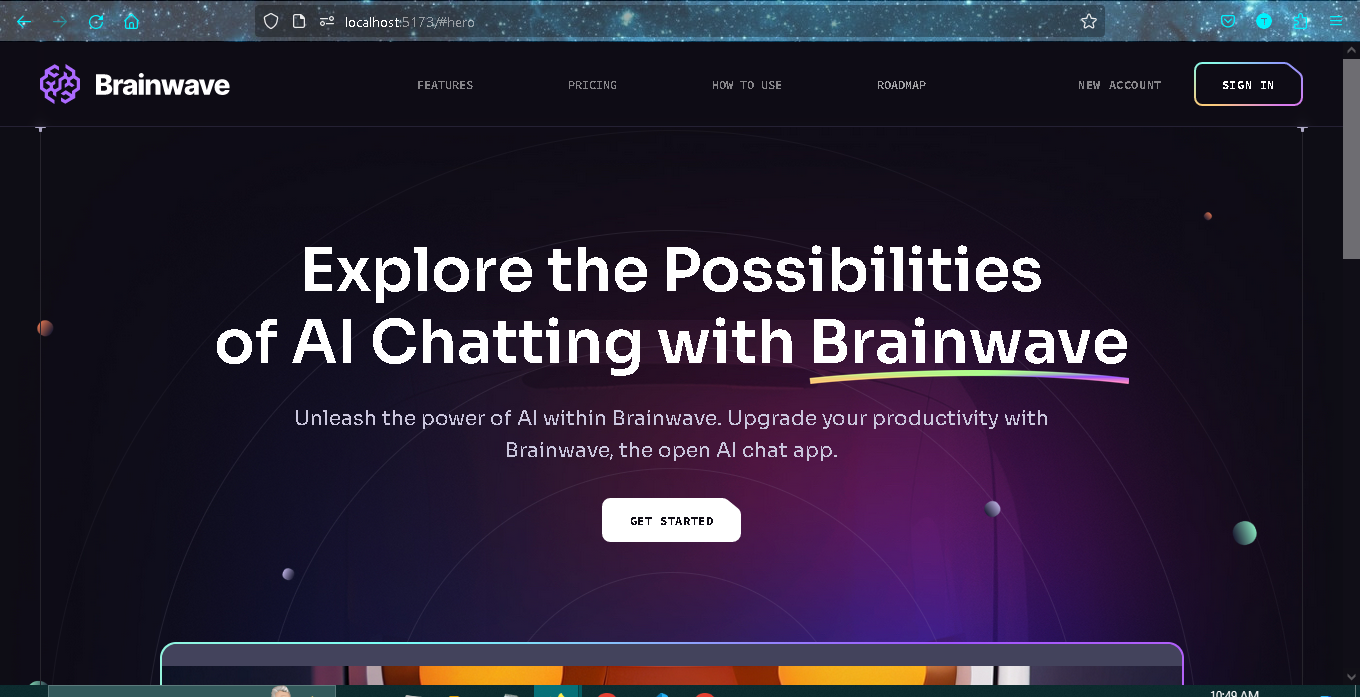 localhost:5173/#hero
T
Brainwave
FEATURES
PRICING
HOW TO USE
ROADMAP
NEW ACCOUNT
SIGN IN
Explore the Possibilities
of AI Chatting with Brainwave
Unleash the power of AI within Brainwave. Upgrade your productivity with
Brainwave, the open AI chat app.
GET STARTED
10:49 AM